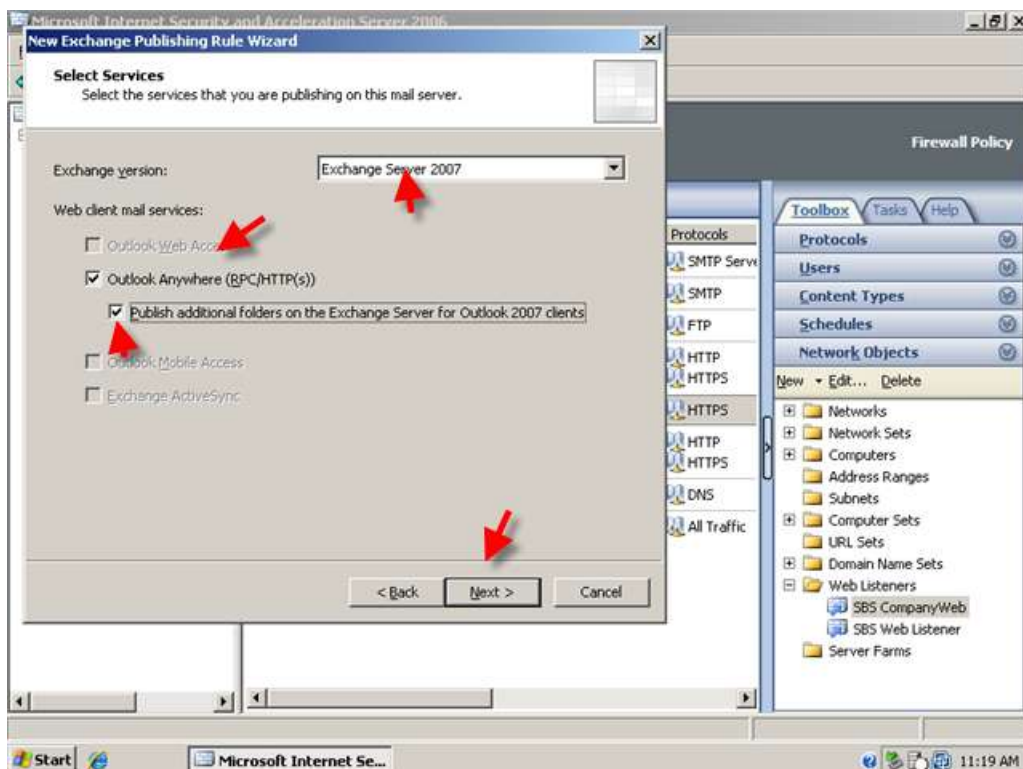 Microsoft Internet Security and Acceleration Server 2006
New Exchange Publishing Rule Wizard
Select Services
Select the services that you are publishing on this mail server.
Exchange version:
Exchange Server 2007
Web client mail services:
Outlook Web Access
Outlook Anywhere (RPC/HTTP(s))
Publish additional folders on the Exchange Server for Outlook 2007 clients
Outlook Mobile Access
Exchange ActiveSync
< Back
Next >
Cancel
Firewall Policy
Protocols
SMTP Serve
SMTP
FTP
HTTP
HTTPS
HTTPS
HTTP
HTTPS
DNS
All Traffic
Toolbox
Tasks
Help
Protocols
Users
Content Types
Schedules
Network Objects
New
Edit...
Delete
Networks
Network Sets
Computers
Address Ranges
Subnets
Computer Sets
URL Sets
Domain Name Sets
Web Listeners
SBS CompanyWeb
SBS Web Listener
Server Farms
Start
Microsoft Internet Se...
11:19 AM